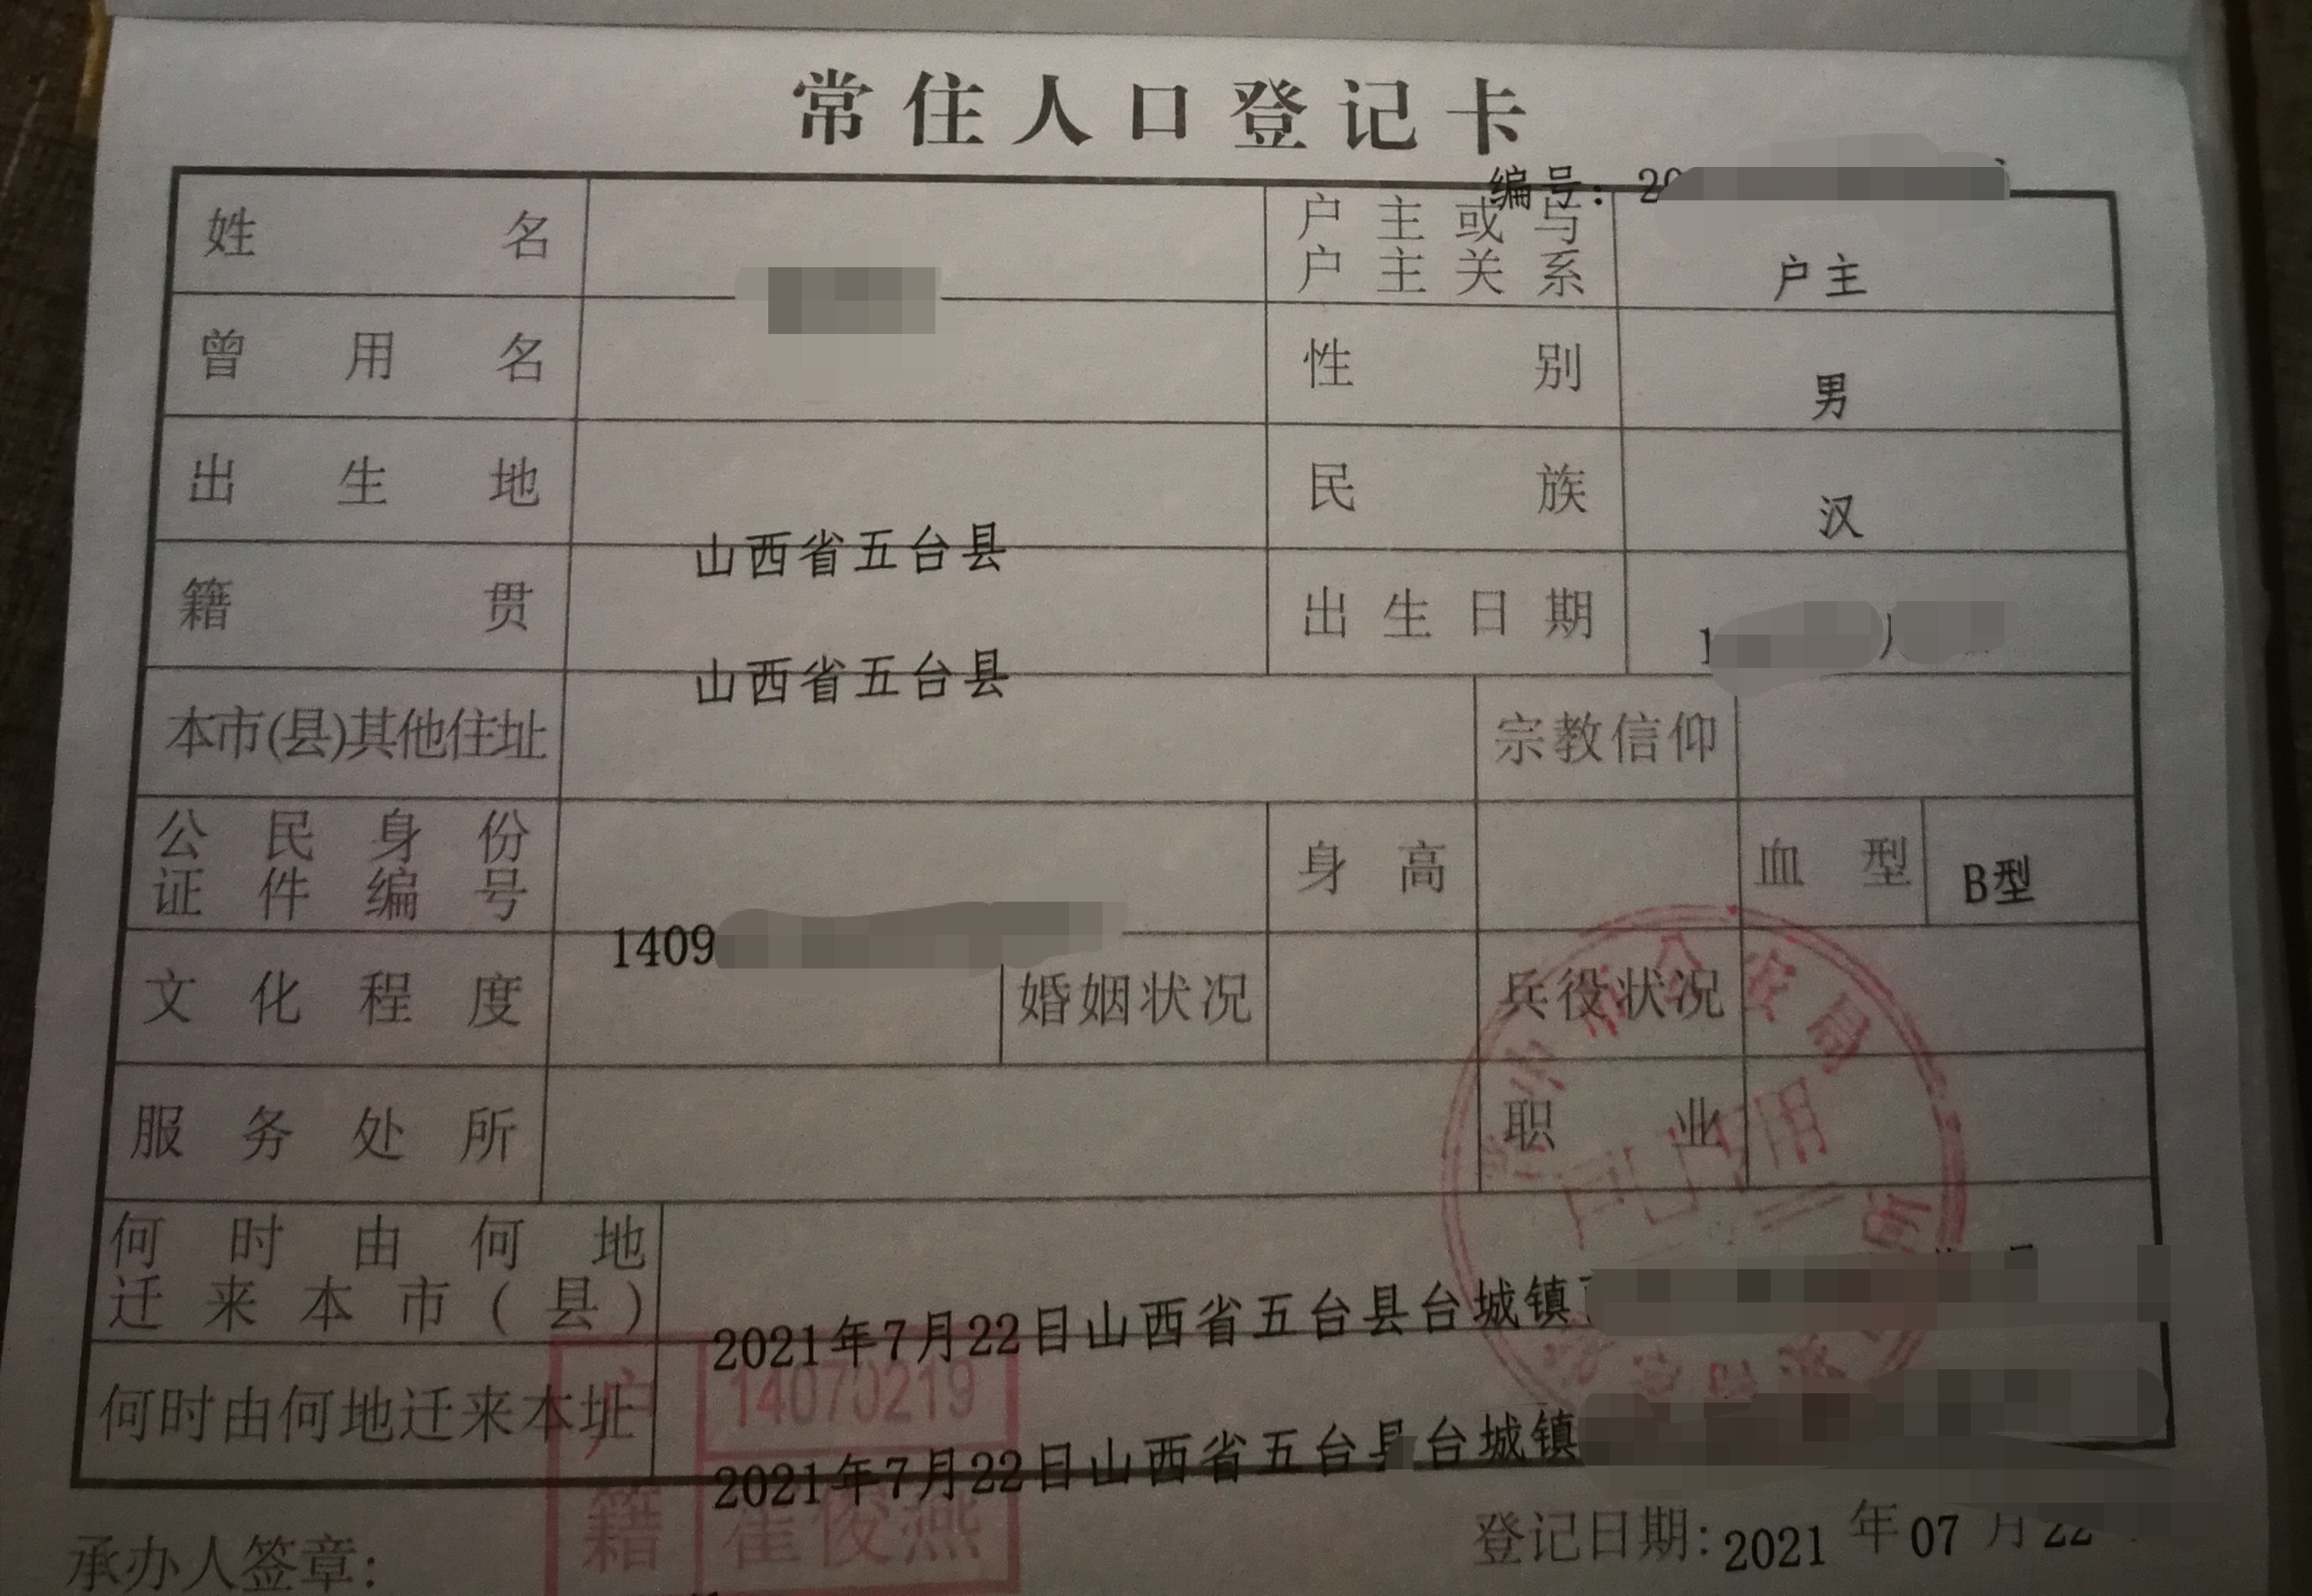 常住人口登记卡
编号：20
姓名
户主或与户主关系
户主
曾用名
性别
男
出生地
山西省五台县
民族
汉
籍贯
山西省五台县
出生日期
1
本市(县)其他住址
宗教信仰
公民身份证件编号
1409
身高
血型
B型
文化程度
婚姻状况
兵役状况
服务处所
职业
何时由何地迁来本市(县)
2021年7月22日山西省五台县台城镇
何时由何地迁来本址
2021年7月22日山西省五台县台城镇
户籍
14070219
崔俊燕
公安局
承办人签章:
登记日期:2021年07月22